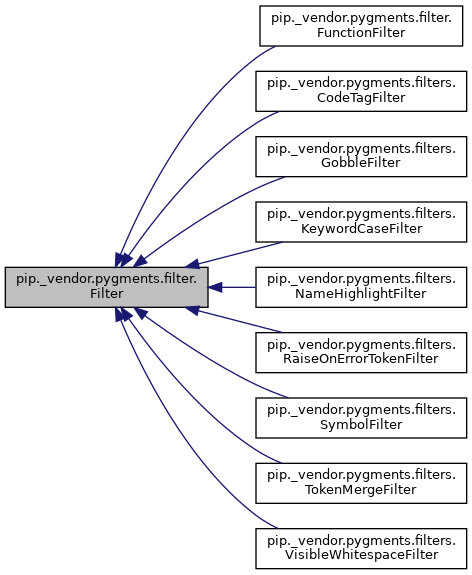 pip._vendor.pygments.filter.
FunctionFilter
pip._vendor.pygments.filters.
CodeTagFilter
pip._vendor.pygments.filters.
GobbleFilter
pip._vendor.pygments.filters.
KeywordCaseFilter
pip._vendor.pygments.filter.
Filter
pip._vendor.pygments.filters.
NameHighlightFilter
pip._vendor.pygments.filters.
RaiseOnErrorTokenFilter
pip._vendor.pygments.filters.
SymbolFilter
pip._vendor.pygments.filters.
TokenMergeFilter
pip._vendor.pygments.filters.
VisibleWhitespaceFilter